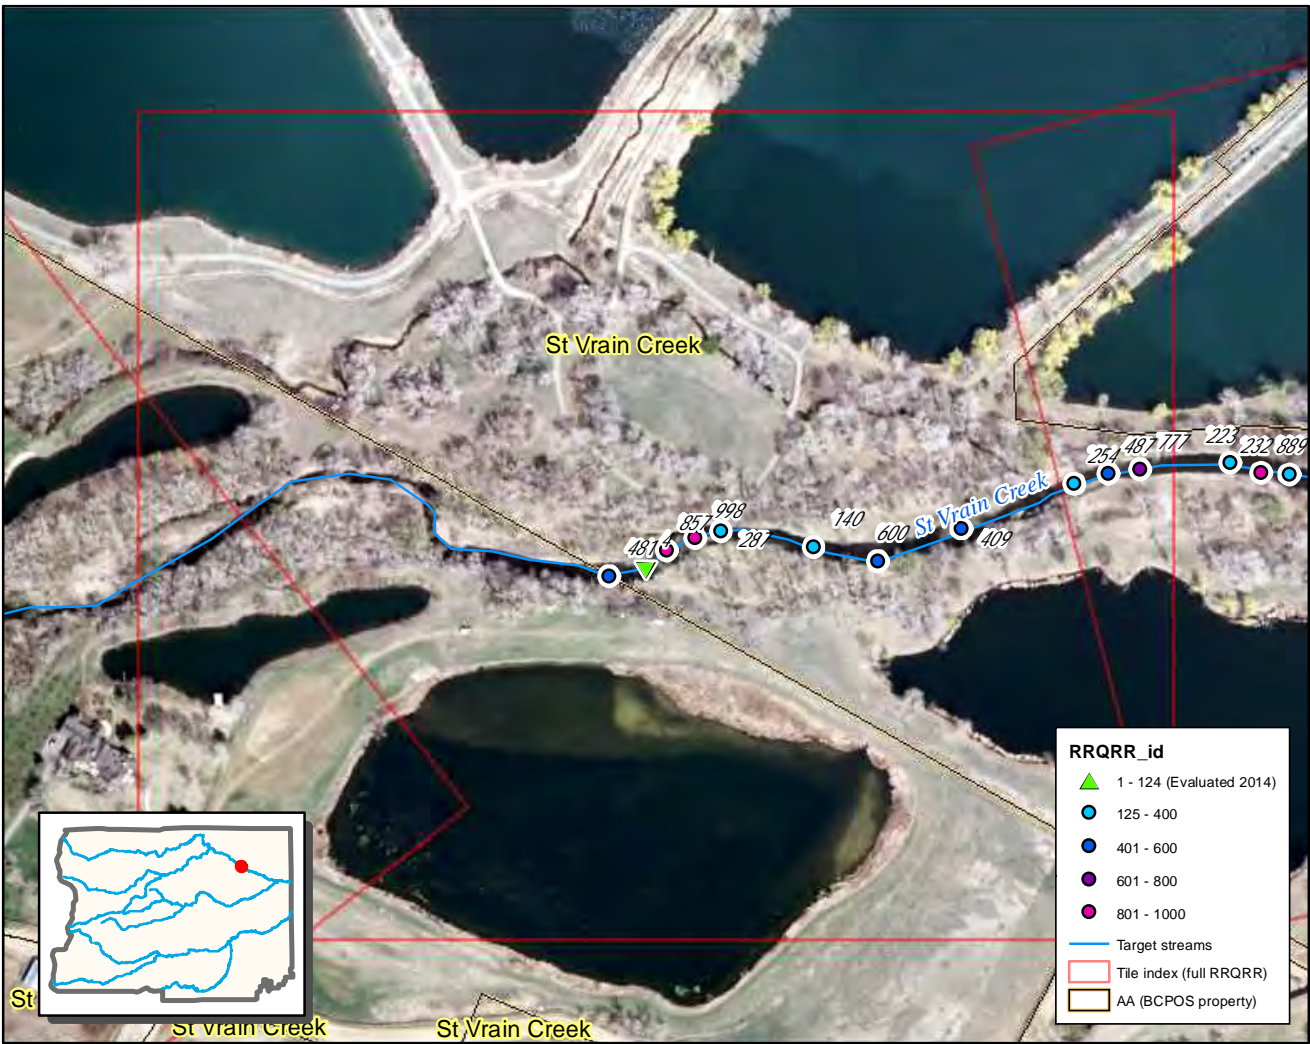 St Vrain Creek
223
777
487
254
232
889
998
857
4
481
287
140
600
409
St Vrain Creek
RRQRR_id
1 - 124 (Evaluated 2014)
125 - 400
401 - 600
601 - 800
801 - 1000
Target streams
Tile index (full RRQRR)
AA (BCPOS property)
St
St Vrain Creek
St Vrain Creek